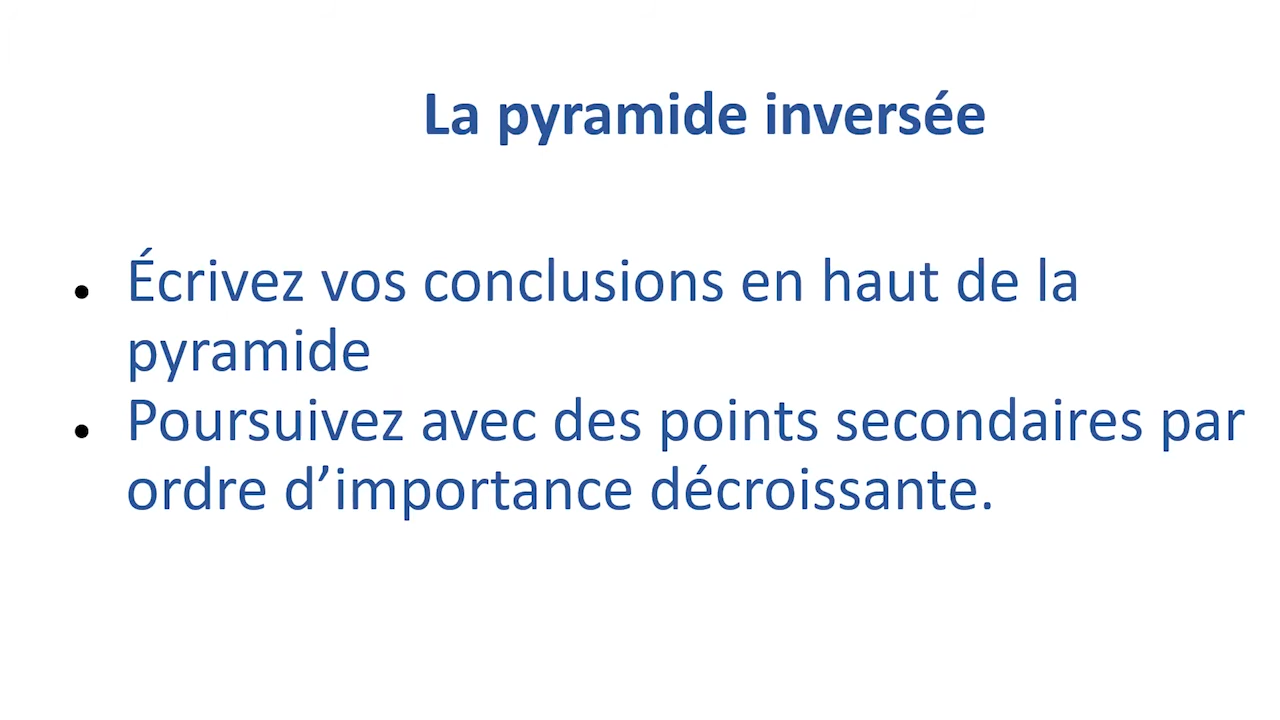 La pyramide inversée
• Écrivez vos conclusions en haut de la
pyramide
• Poursuivez avec des points secondaires par
ordre d’importance décroissante.